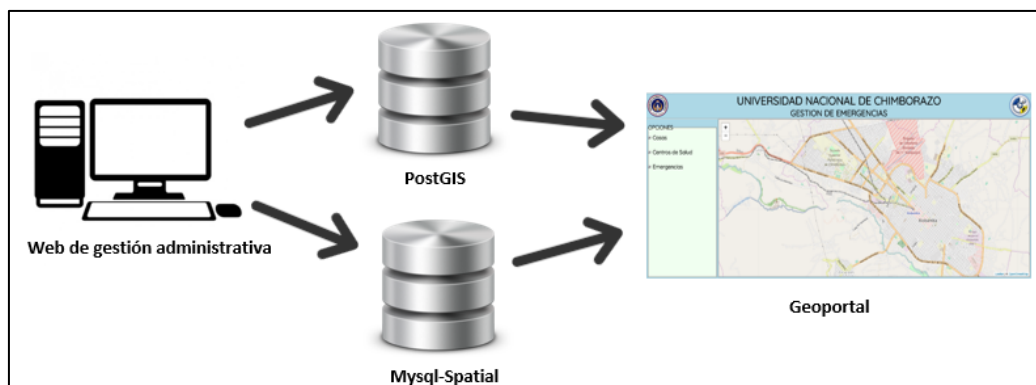 UNIVERSIDAD NACIONAL DE CHIMBORAZO
GESTION DE EMERGENCIAS
OPCIONES
Casos
Centros de Salud
Emergencias
PostGIS
Web de gestión administrativa
Mysql-Spatial
Geoportal